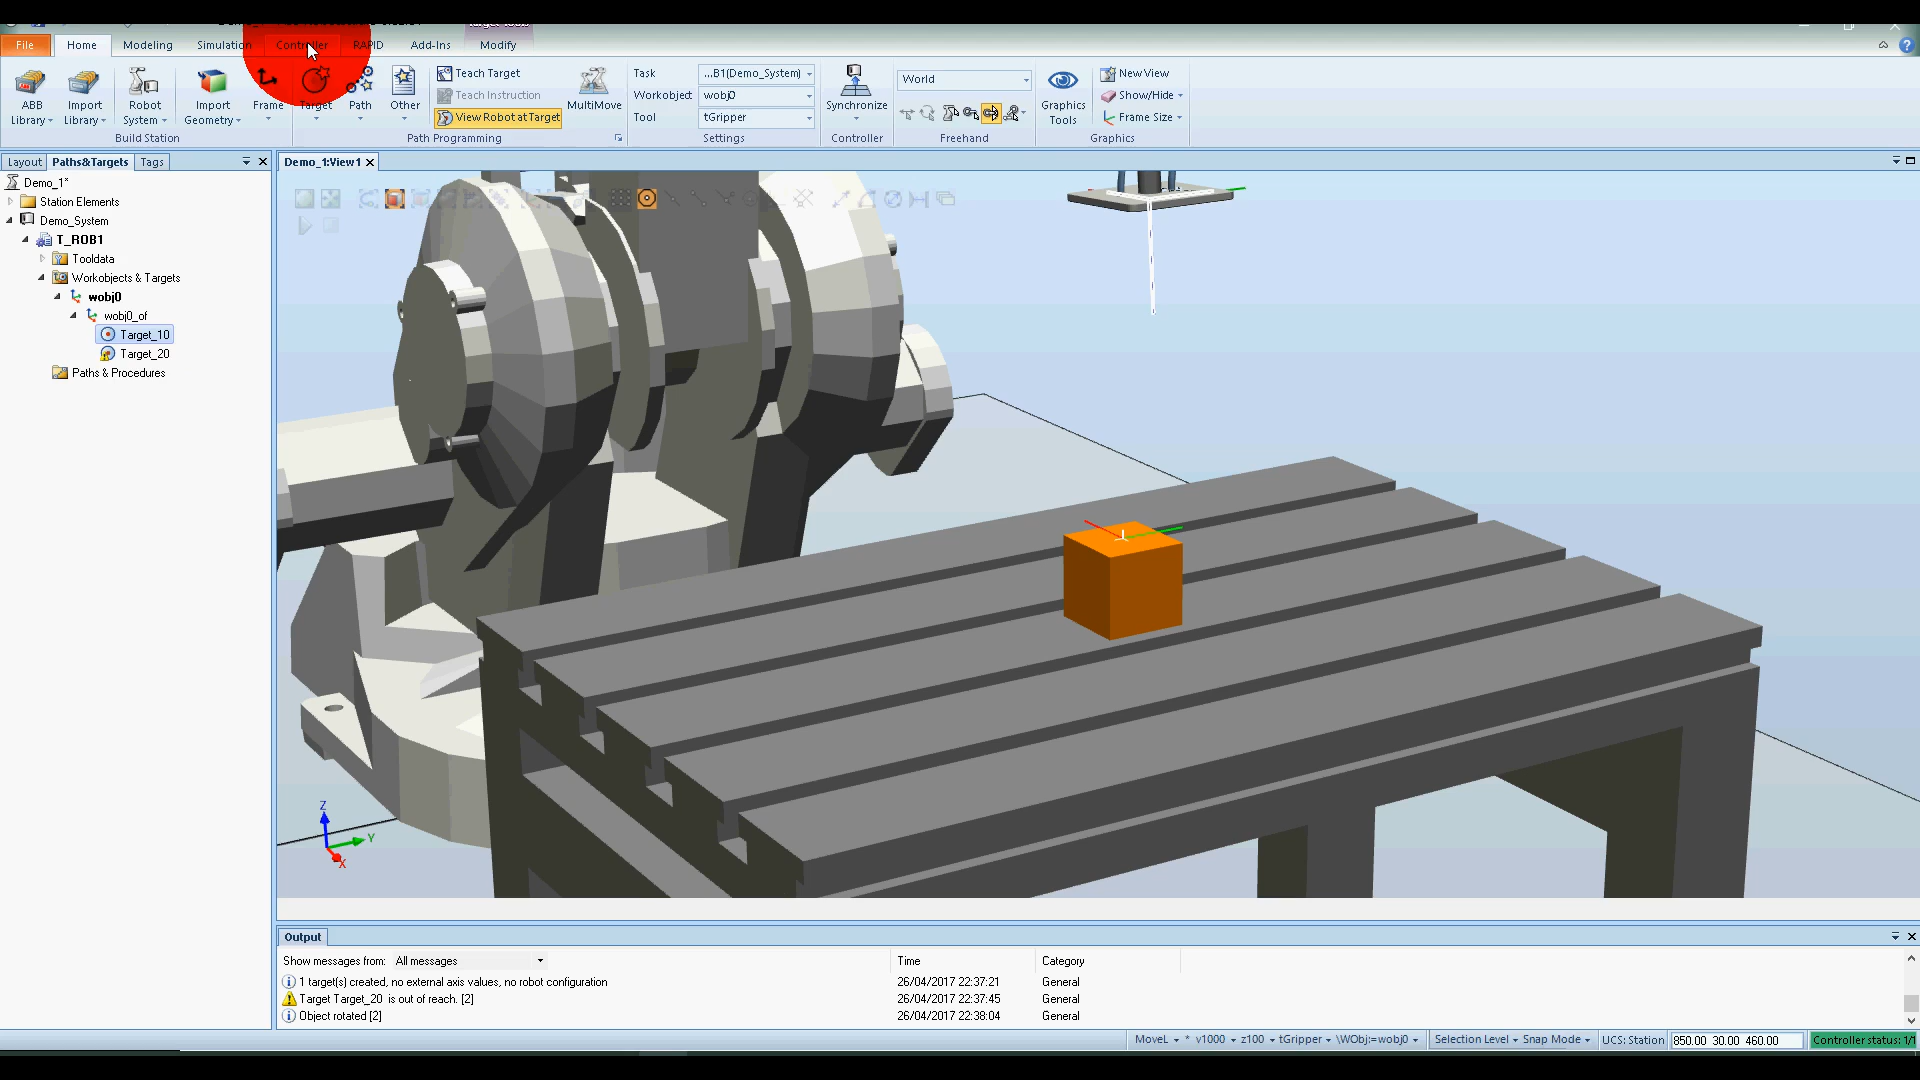 File Home Modeling Simulation Controller RAPID Add-Ins Modify
ABB Library
Import Library
Robot System
Import Geometry
Frame
Target
Path
Other
Teach Target
Teach Instruction
View Robot at Target
MultiMove
Task ...B1(Demo_System)
Workobject wobj0
Tool tGripper
Synchronize
World
Graphics Tools
New View
Show/Hide
Frame Size
Build Station Path Programming Settings Controller Freehand Graphics
Layout Paths&Targets Tags
Demo_1:View1
Demo_1*
Station Elements
Demo_System
T_ROB1
Tooldata
Workobjects & Targets
wobj0
wobj0_of
Target_10
Target_20
Paths & Procedures
Z
Y
X
Output
Show messages from: All messages Time Category
1 target(s) created, no external axis values, no robot configuration 26/04/2017 22:37:21 General
Target Target_20 is out of reach. [2] 26/04/2017 22:37:45 General
Object rotated [2] 26/04/2017 22:38:04 General
MoveL * v1000 z100 tGripper \WObj:=wobj0 Selection Level Snap Mode UCS: Station 850.00 30.00 460.00 Controller status: 1/1